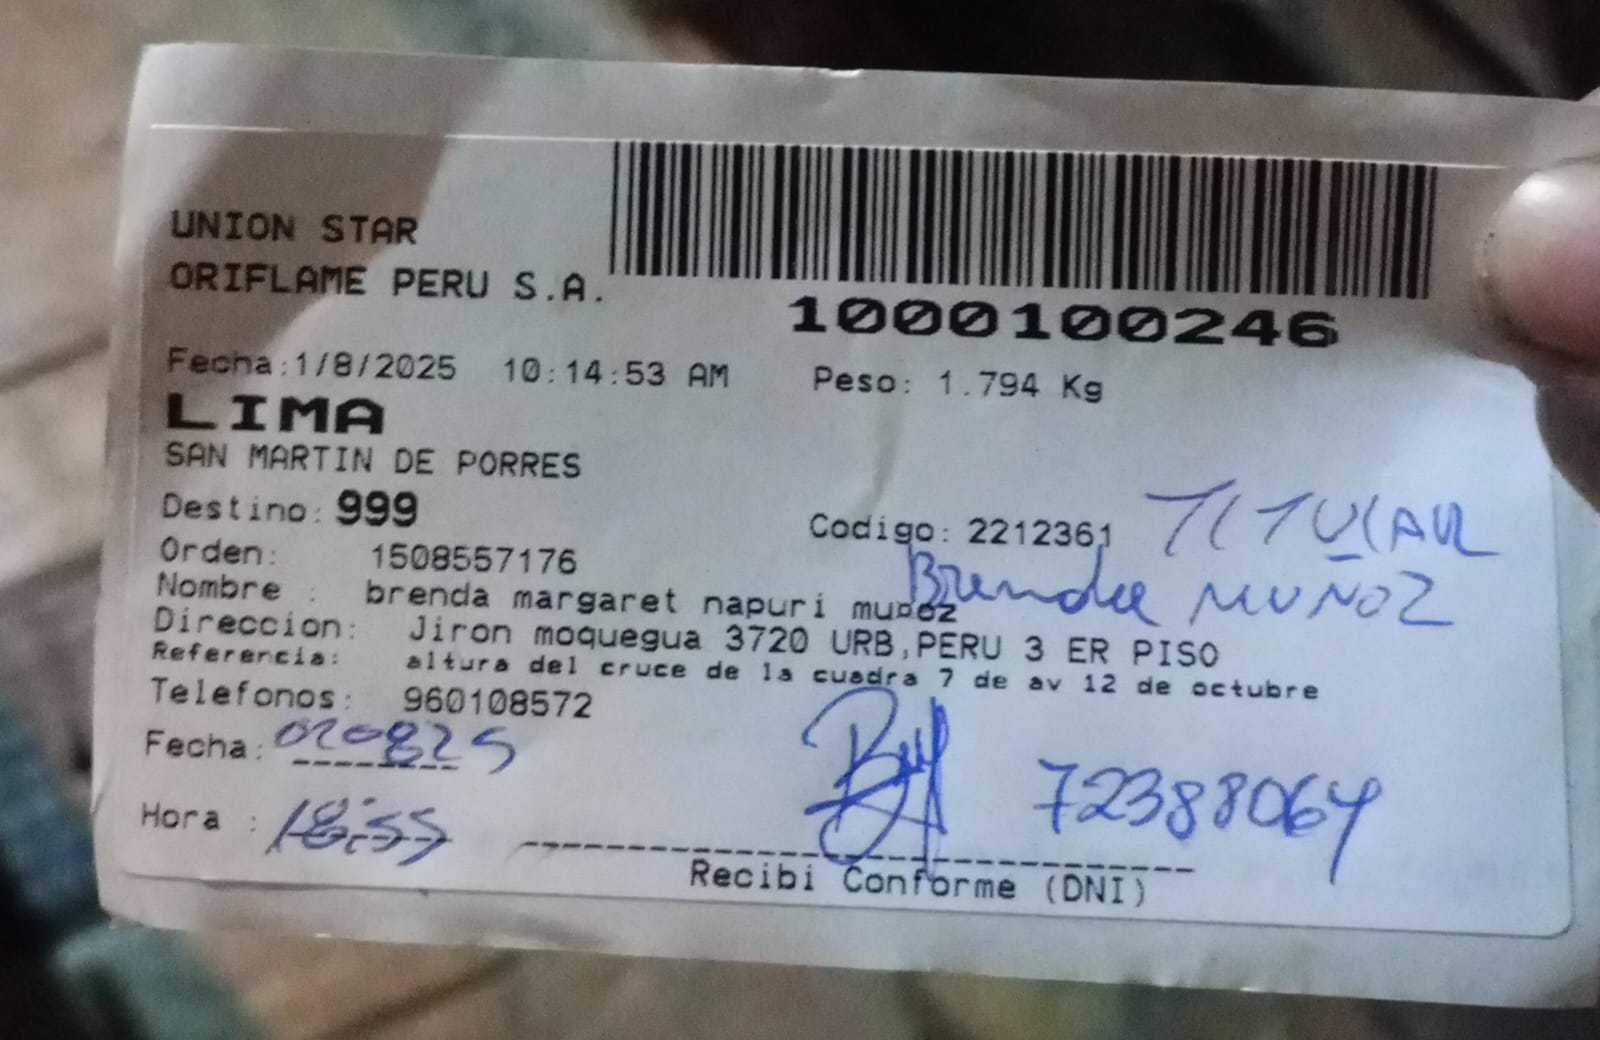 UNION STAR
ORIFLAME PERU S.A.
1000100246
Fecha:1/8/2025 10:14:53 AM Peso: 1.794 Kg
LIMA
SAN MARTIN DE PORRES
Destino: 999
Codigo: 2212361 TITULAR
Orden: 1508557176
Brenda MUÑOZ
Nombre : brenda margaret napuri muñoz
Direccion: Jiron moquegua 3720 URB,PERU 3 ER PISO
Referencia: altura del cruce de la cuadra 7 de av 12 de octubre
Telefonos: 960108572
Fecha: 020825
Hora : 18:55
72388064
Recibi Conforme (DNI)